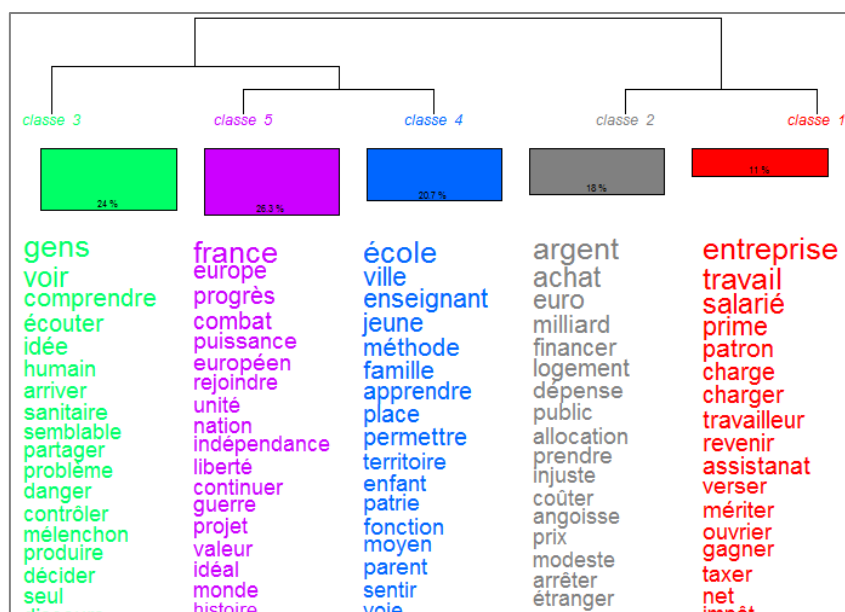 classe 3
classe 5
classe 4
classe 2
classe 1
24 %
26.3 %
20.7 %
18 %
11 %
gens
voir
comprendre
écouter
idée
humain
arriver
sanitaire
semblable
partager
problème
danger
contrôler
mélenchon
produire
décider
seul
france
europe
progrès
combat
puissance
européen
rejoindre
unité
nation
indépendance
liberté
continuer
guerre
projet
valeur
idéal
monde
histoire
école
ville
enseignant
jeune
méthode
famille
apprendre
place
permettre
territoire
enfant
patrie
fonction
moyen
parent
sentir
voie
argent
achat
euro
milliard
financer
logement
dépense
public
allocation
prendre
injuste
coûter
angoisse
prix
modeste
arrêter
étranger
entreprise
travail
salarié
prime
patron
charge
charger
travailleur
revenir
assistanat
verser
mériter
ouvrier
gagner
taxer
net
impôt